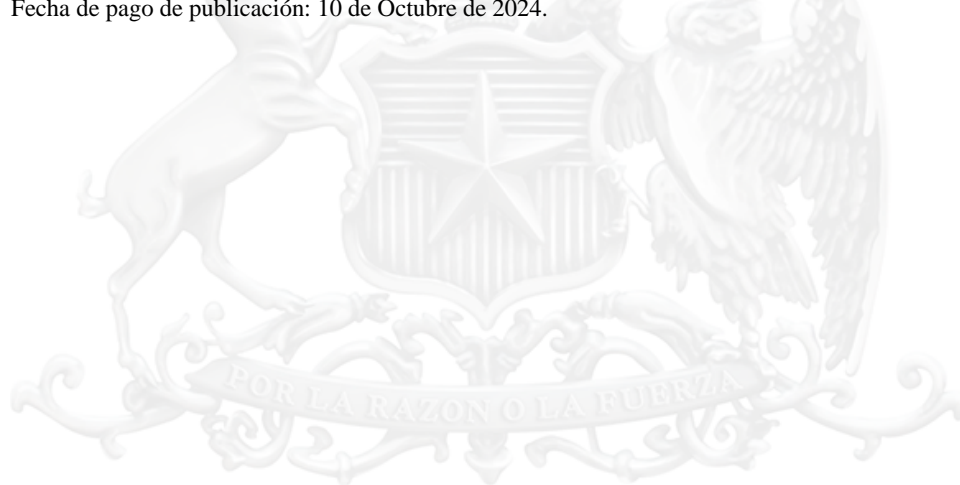 Fecha de pago de publicación: 10 de Octubre de 2024.
POR LA RAZON O LA FUERZA